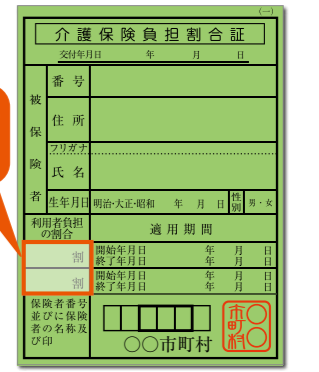 (一)
介護保険負担割合証
交付年月日 年 月 日
被保険者
番号
住所
フリガナ
氏名
生年月日 明治・大正・昭和 年 月 日 性別 男・女
利用者負担の割合 適用期間
割 開始年月日 年 月 日
終了年月日 年 月 日
割 開始年月日 年 月 日
終了年月日 年 月 日
保険者番号
並びに保険
者の名称及
び印
〇〇市町村
市〇
町〇
村